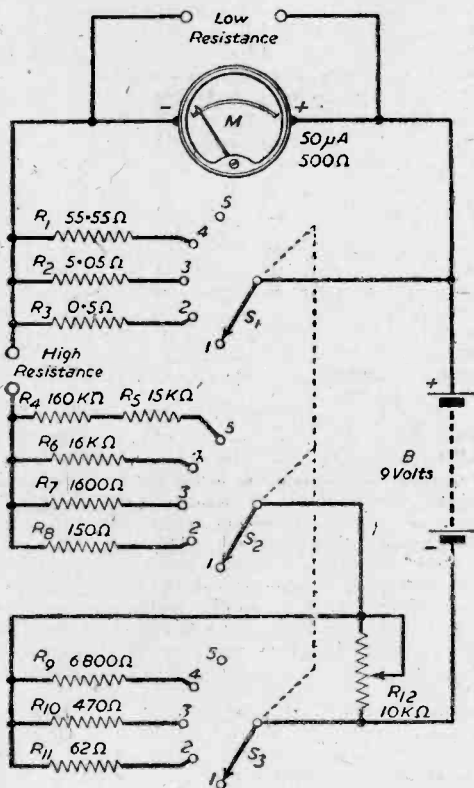 Low
Resistance
- M +
50μA
500Ω
5
R1 55·55Ω 4
R2 5·05Ω 3
R3 0·5Ω 2
1 S1
High
Resistance
R4 160KΩ R5 15KΩ 5
R6 16KΩ 4
R7 1600Ω 3
R8 150Ω 2
1 S2
+
B
9 Volts
-
5
R9 6800Ω 4
R10 470Ω 3
R11 62Ω 2
1 S3
R12
10KΩ